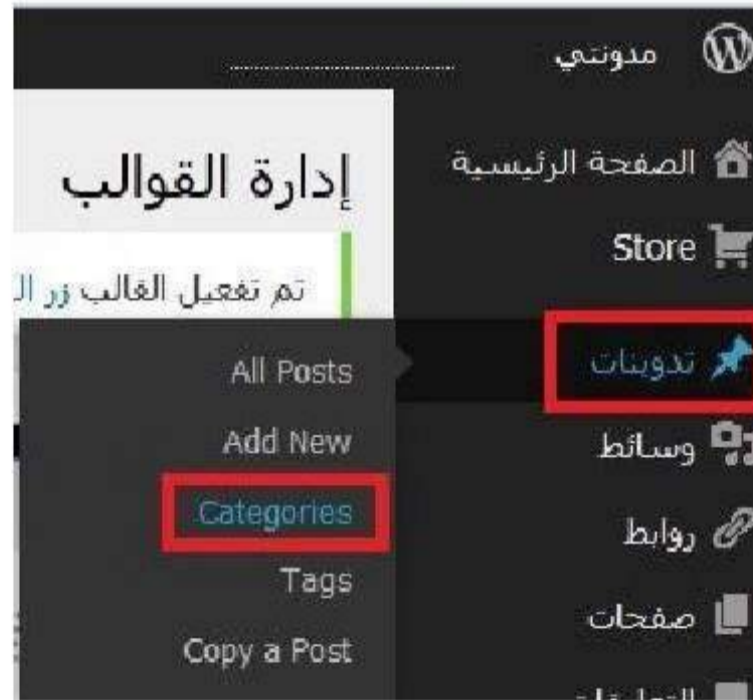 مدونتي
الصفحة الرئيسية
Store
تدوينات
وسائط
روابط
صفحات
إدارة القوالب
تم تفعيل القالب زر
All Posts
Add New
Categories
Tags
Copy a Post